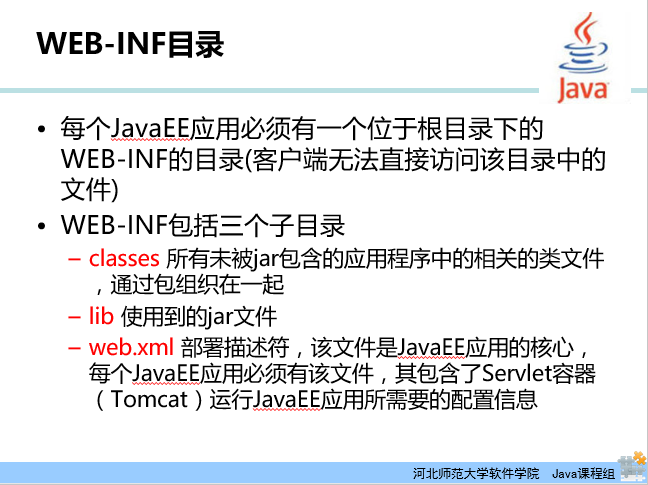 WEB-INF目录
Java
• 每个JavaEE应用必须有一个位于根目录下的
WEB-INF的目录(客户端无法直接访问该目录中的
文件)
• WEB-INF包括三个子目录
– classes 所有未被jar包含的应用程序中的相关的类文件
，通过包组织在一起
– lib 使用到的jar文件
– web.xml 部署描述符，该文件是JavaEE应用的核心，
每个JavaEE应用必须有该文件，其包含了Servlet容器
（Tomcat）运行JavaEE应用所需要的配置信息
河北师范大学软件学院 Java课程组